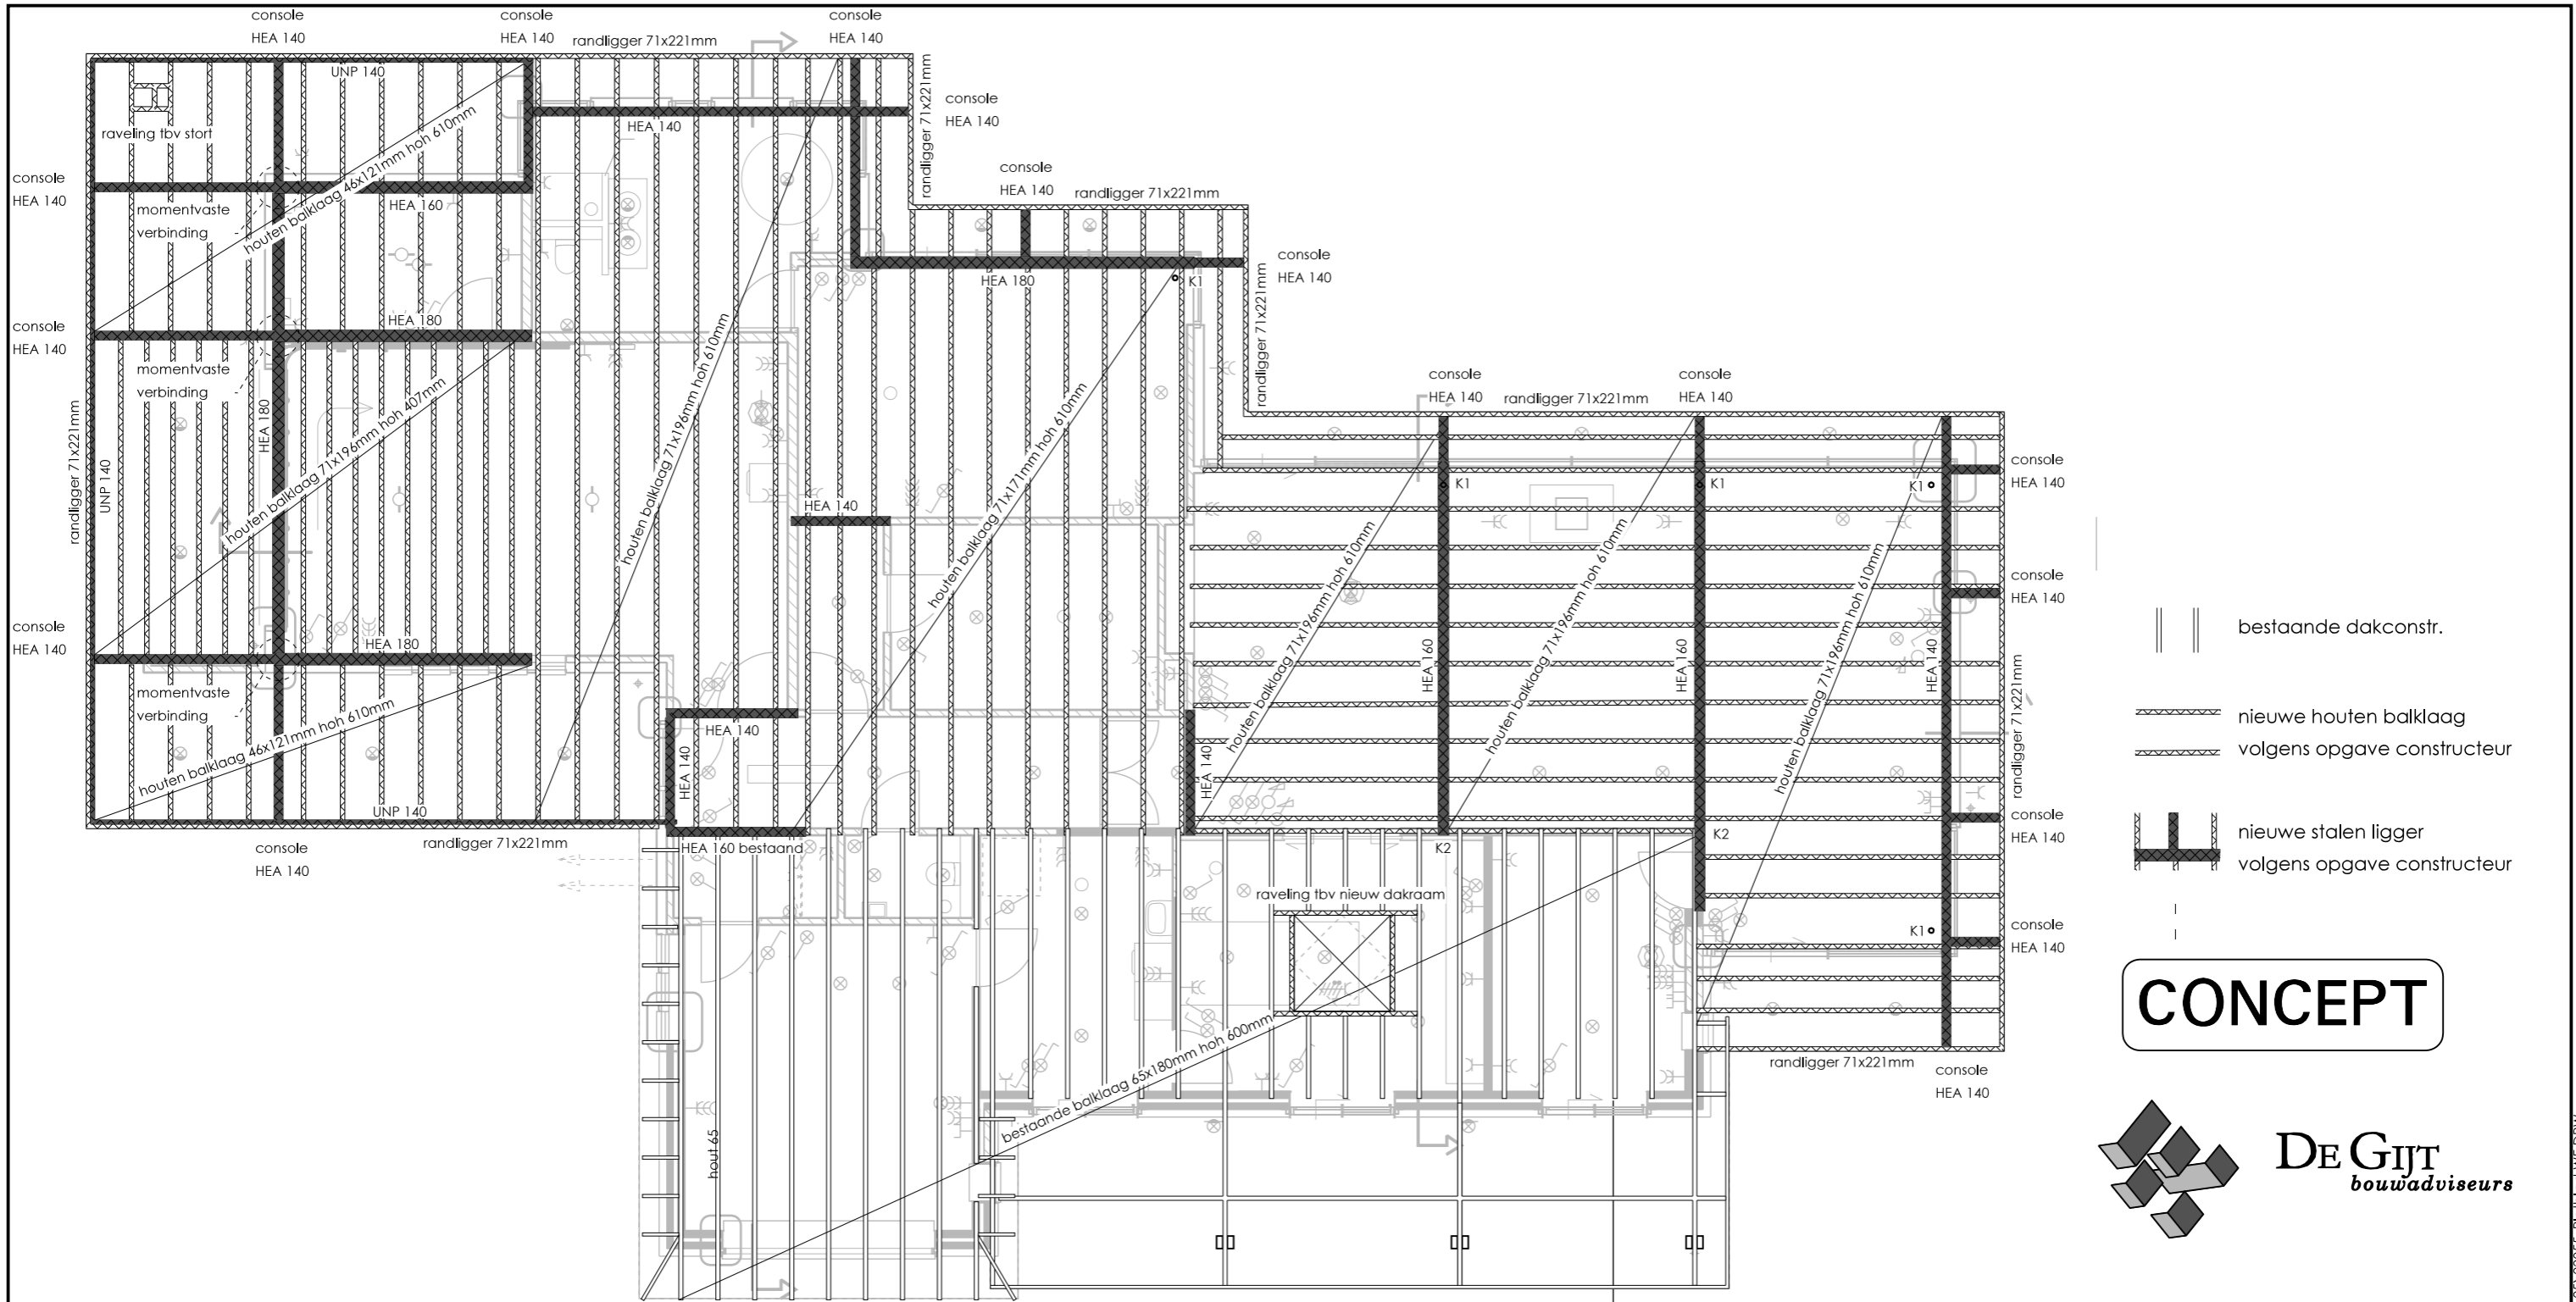 console
HEA 140
console
HEA 140
console
HEA 140
randligger 71x221mm
UNP 140
randligger 71x221mm
console
HEA 140
raveling tbv stort
HEA 140
houten balklaag 46x121mm hoh 610mm
console
HEA 140
momentvaste
verbinding
HEA 160
console
HEA 140
randligger 71x221mm
console
HEA 140
HEA 180
K1
randligger 71x221mm
console
HEA 140
HEA 180
momentvaste
verbinding
houten balklaag 71x196mm hoh 407mm
HEA 180
UNP 140
randligger 71x221mm
houten balklaag 71x196mm hoh 610mm
houten balklaag 71x171mm hoh 610mm
HEA 140
console
HEA 140
randligger 71x221mm
console
HEA 140
K1
K1
K1
console
HEA 140
console
HEA 140
houten balklaag 71x196mm hoh 610mm
houten balklaag 71x196mm hoh 610mm
houten balklaag 71x196mm hoh 610mm
HEA 160
HEA 160
HEA 140
randligger 71x221mm
console
HEA 140
HEA 180
momentvaste
verbinding
houten balklaag 46x121mm hoh 610mm
UNP 140
randligger 71x221mm
console
HEA 140
HEA 140
HEA 140
HEA 160 bestaand
HEA 140
K2
K2
console
HEA 140
raveling tbv nieuw dakraam
K1
console
HEA 140
randligger 71x221mm
console
HEA 140
bestaande balklaag 65x180mm hoh 600mm
hout 65
bestaande dakconstr.
nieuwe houten balklaag
volgens opgave constructeur
nieuwe stalen ligger
volgens opgave constructeur
CONCEPT
DE GIJT
bouwadviseurs